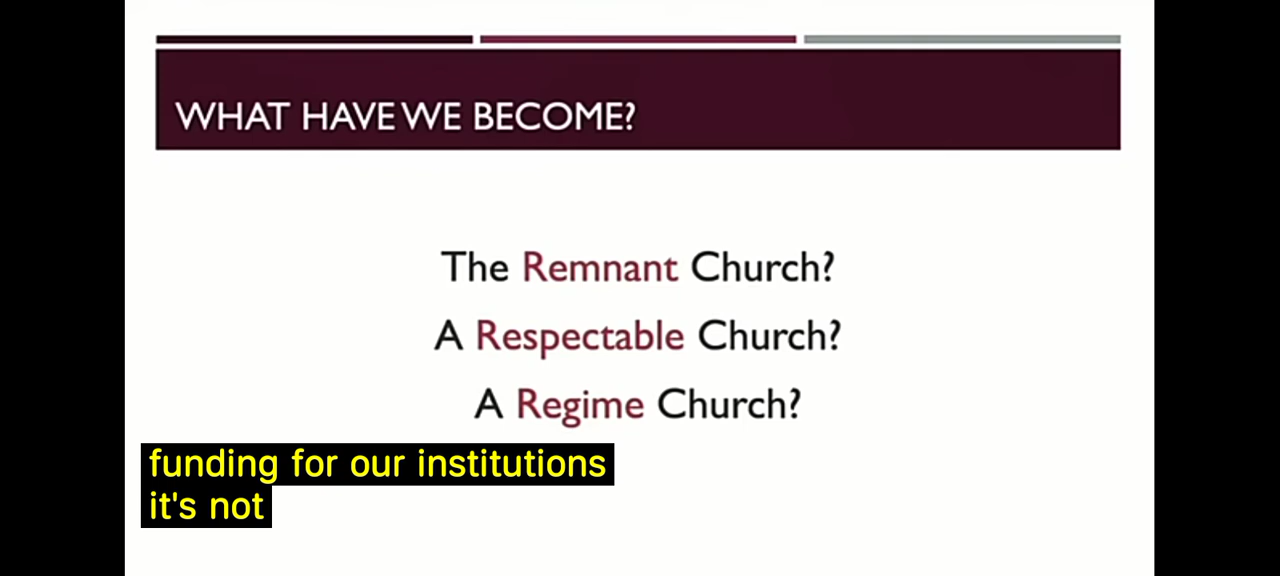 WHAT HAVE WE BECOME?
The Remnant Church?
A Respectable Church?
A Regime Church?
funding for our institutions
it's not